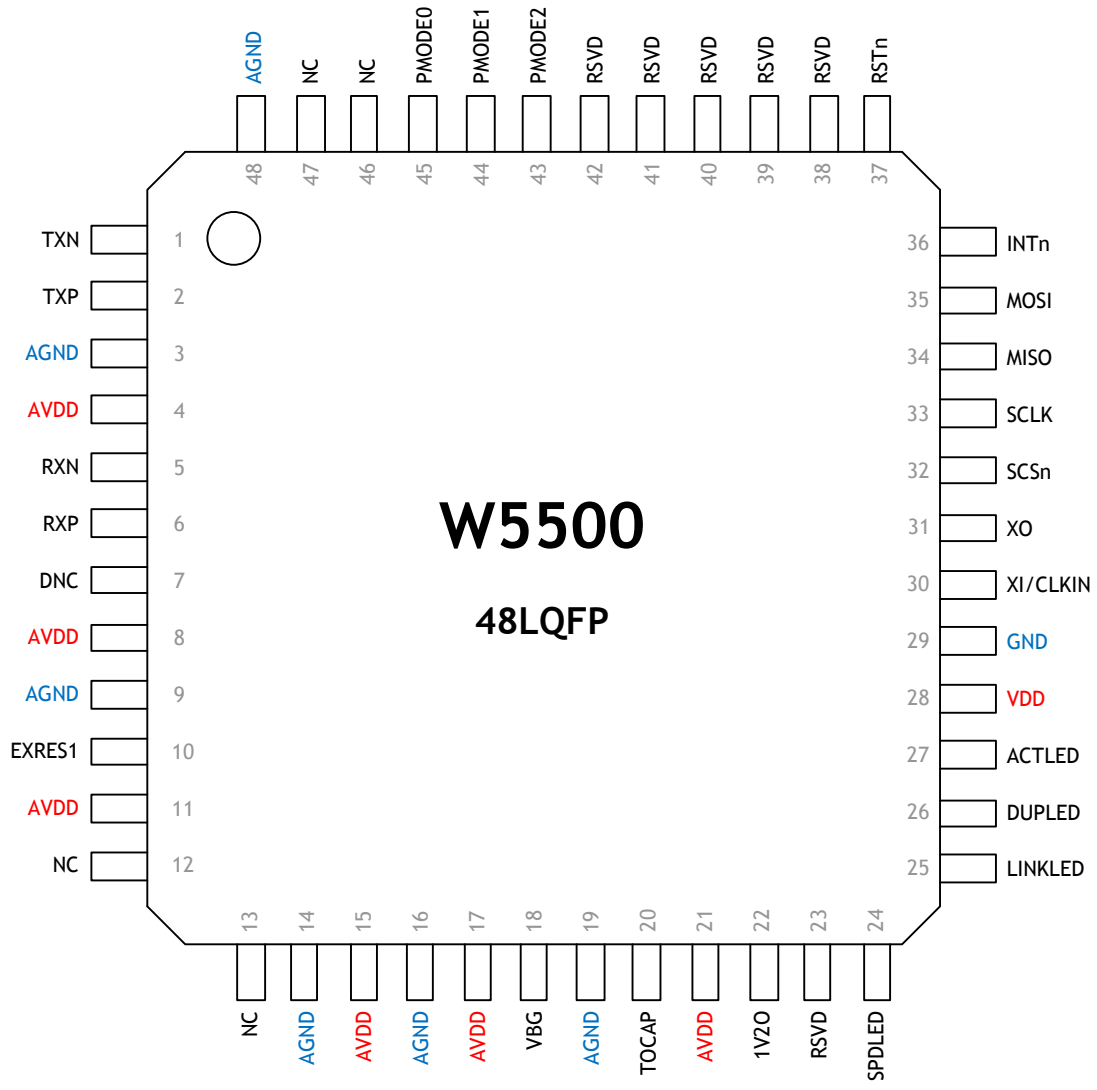 AGND NC NC PMODE0 PMODE1 PMODE2 RSVD RSVD RSVD RSVD RSVD RSTn
48 47 46 45 44 43 42 41 40 39 38 37
TXN 1 36 INTn
TXP 2 35 MOSI
AGND 3 34 MISO
AVDD 4 33 SCLK
RXN 5 32 SCSn
RXP 6 31 XO
W5500
DNC 7 30 XI/CLKIN
48LQFP
AVDD 8 29 GND
AGND 9 28 VDD
EXRES1 10 27 ACTLED
AVDD 11 26 DUPLED
NC 12 25 LINKLED
13 14 15 16 17 18 19 20 21 22 23 24
NC AGND AVDD AGND AVDD VBG AGND TOCAP AVDD 1V2O RSVD SPDLED